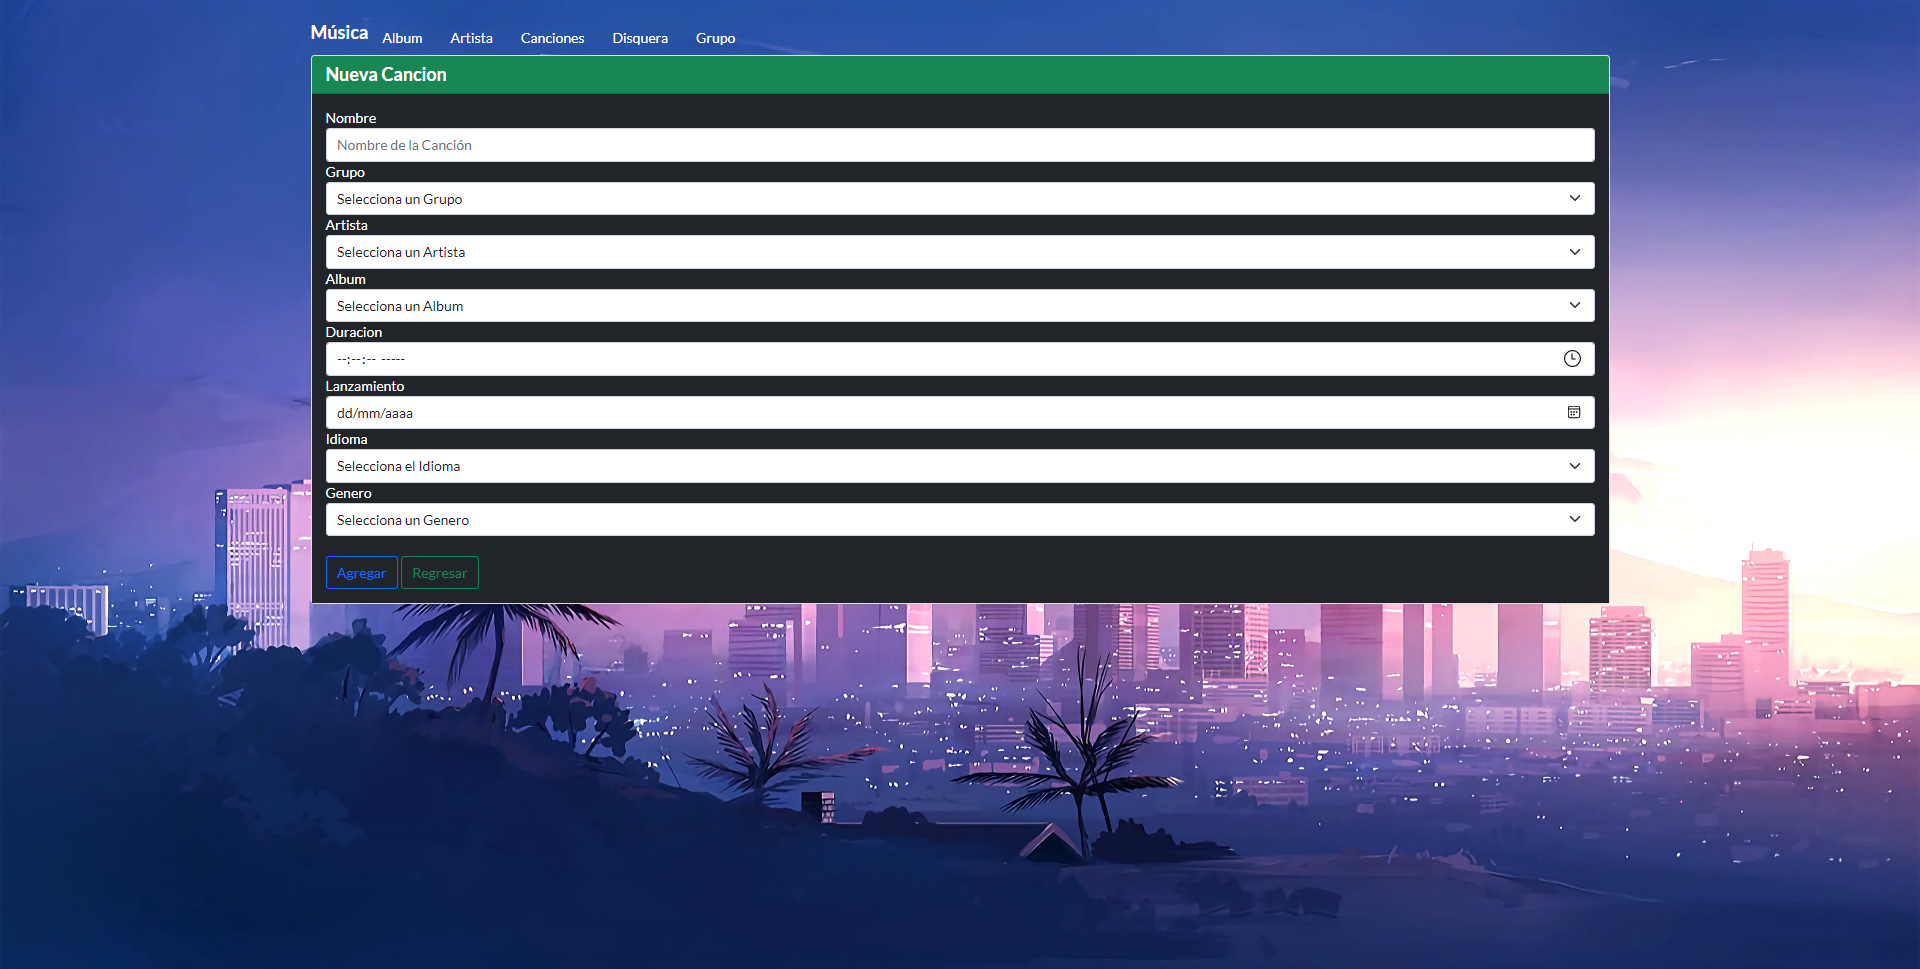 Música Album Artista Canciones Disquera Grupo
Nueva Cancion
Nombre
Nombre de la Canción
Grupo
Selecciona un Grupo
Artista
Selecciona un Artista
Album
Selecciona un Album
Duracion
--:--:-- -----
Lanzamiento
dd/mm/aaaa
Idioma
Selecciona el Idioma
Genero
Selecciona un Genero
Agregar Regresar